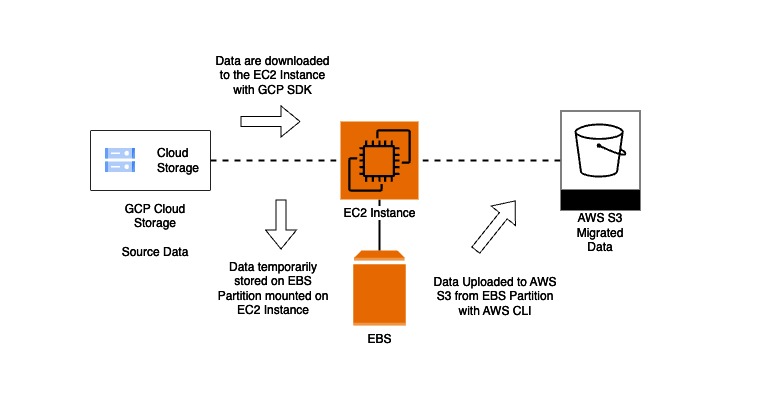 Data are downloaded
to the EC2 Instance
with GCP SDK
Cloud
Storage
GCP Cloud
Storage
Source Data
EC2 Instance
AWS S3
Migrated
Data
Data temporarily
stored on EBS
Partition mounted on
EC2 Instance
Data Uploaded to AWS
S3 from EBS Partition
with AWS CLI
EBS